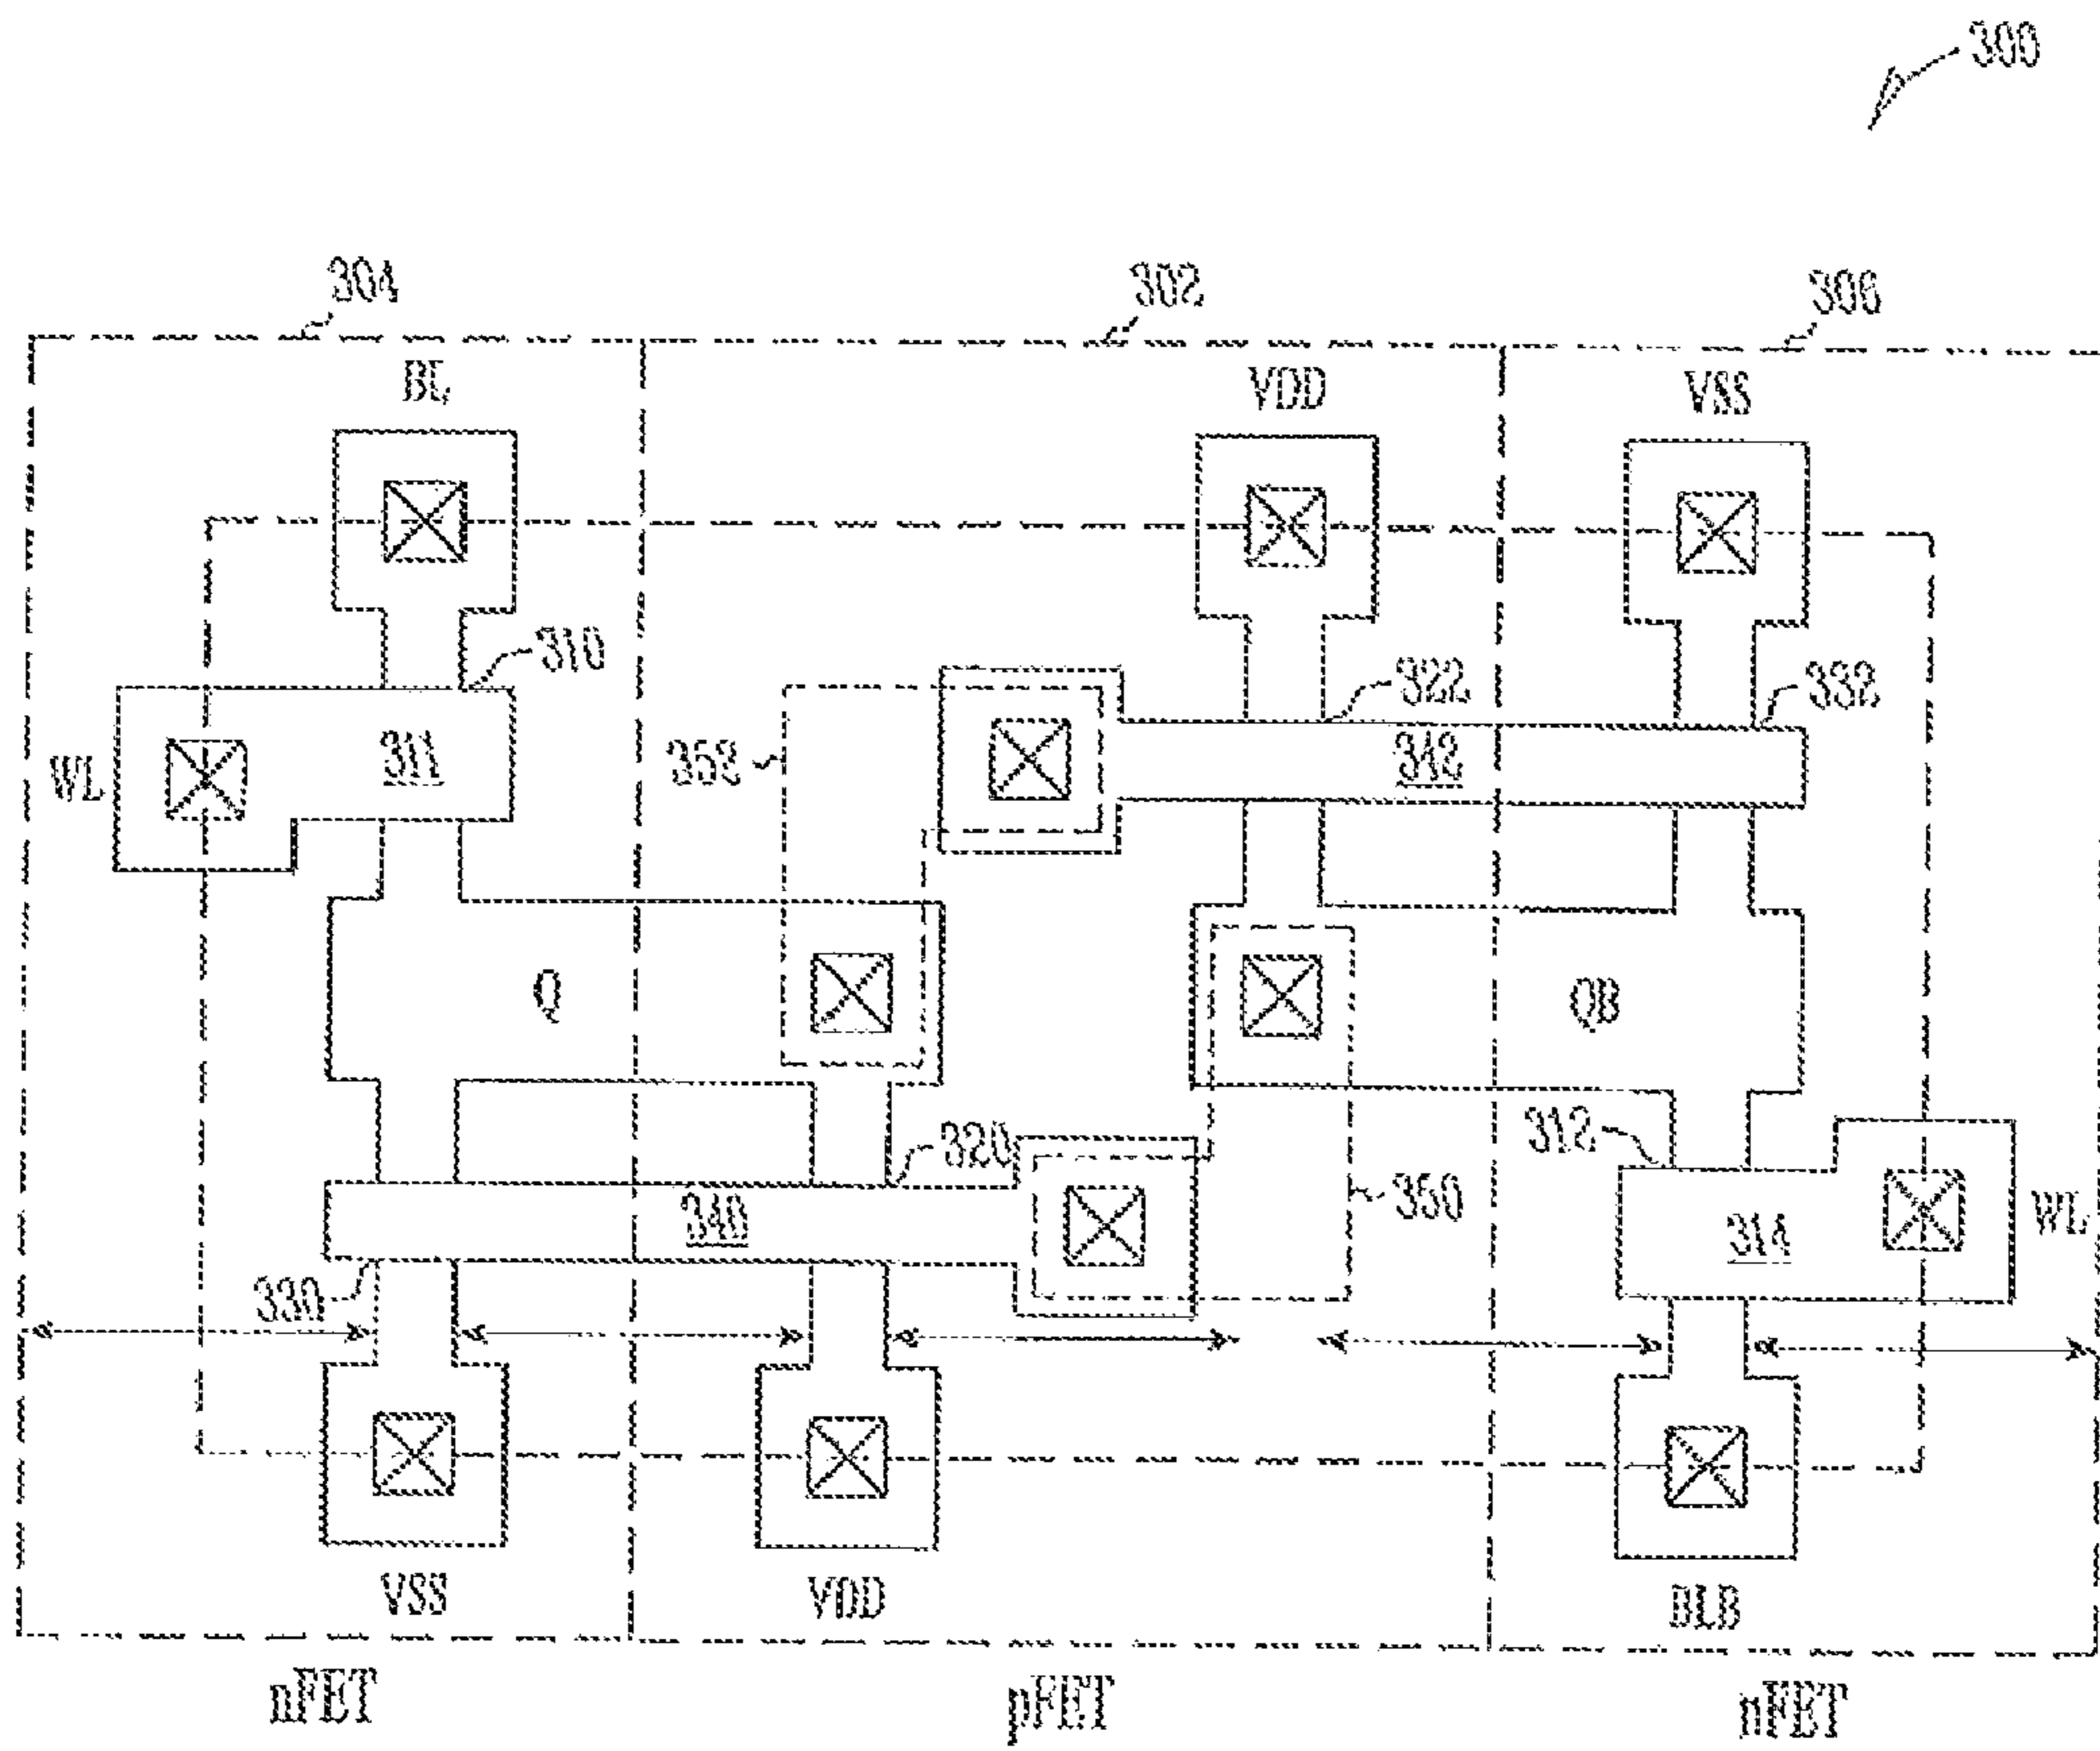 300
304
302
306
BL
VDD
VSS
310
322
332
WL
311
352
342
Q
QB
320
312
340
350
314
WL
330
VSS
VDD
BLB
nFET
pFET
nFET